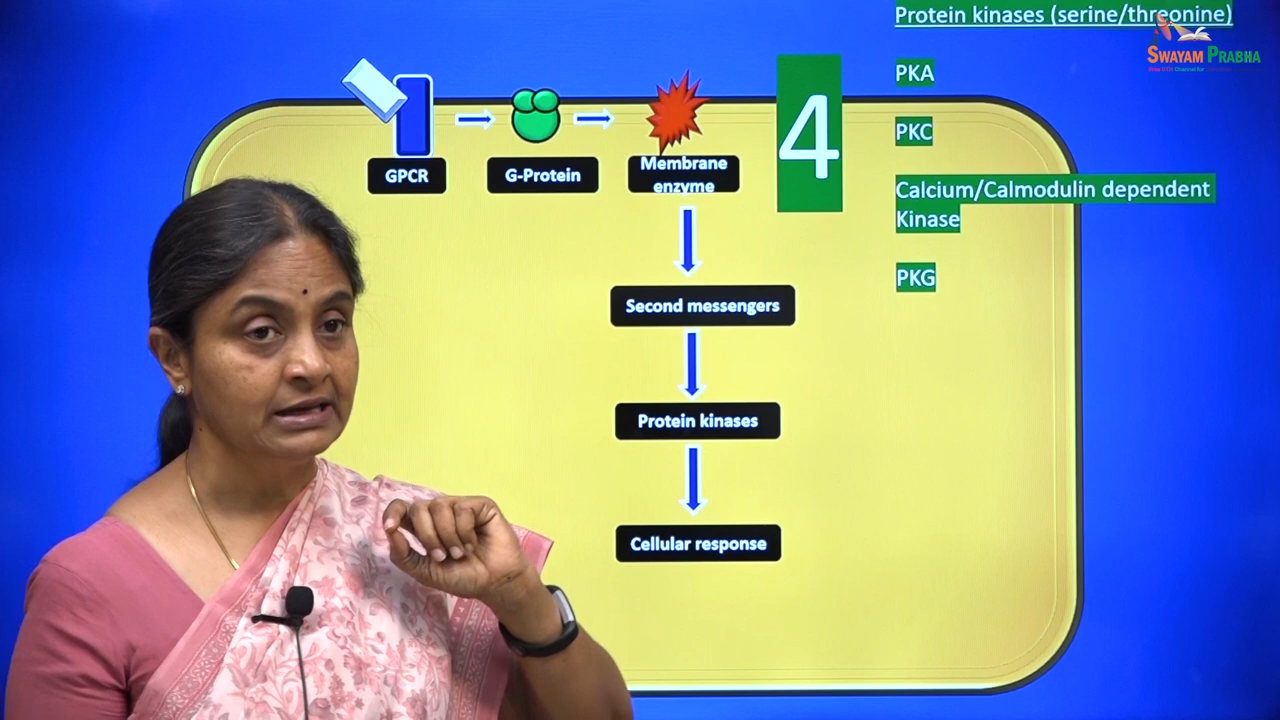 Protein kinases (serine/threonine)
SWAYAM PRABHA
PKA
PKC
4
GPCR
G-Protein
Membrane
enzyme
Calcium/Calmodulin dependent
Kinase
PKG
Second messengers
Protein kinases
Cellular response